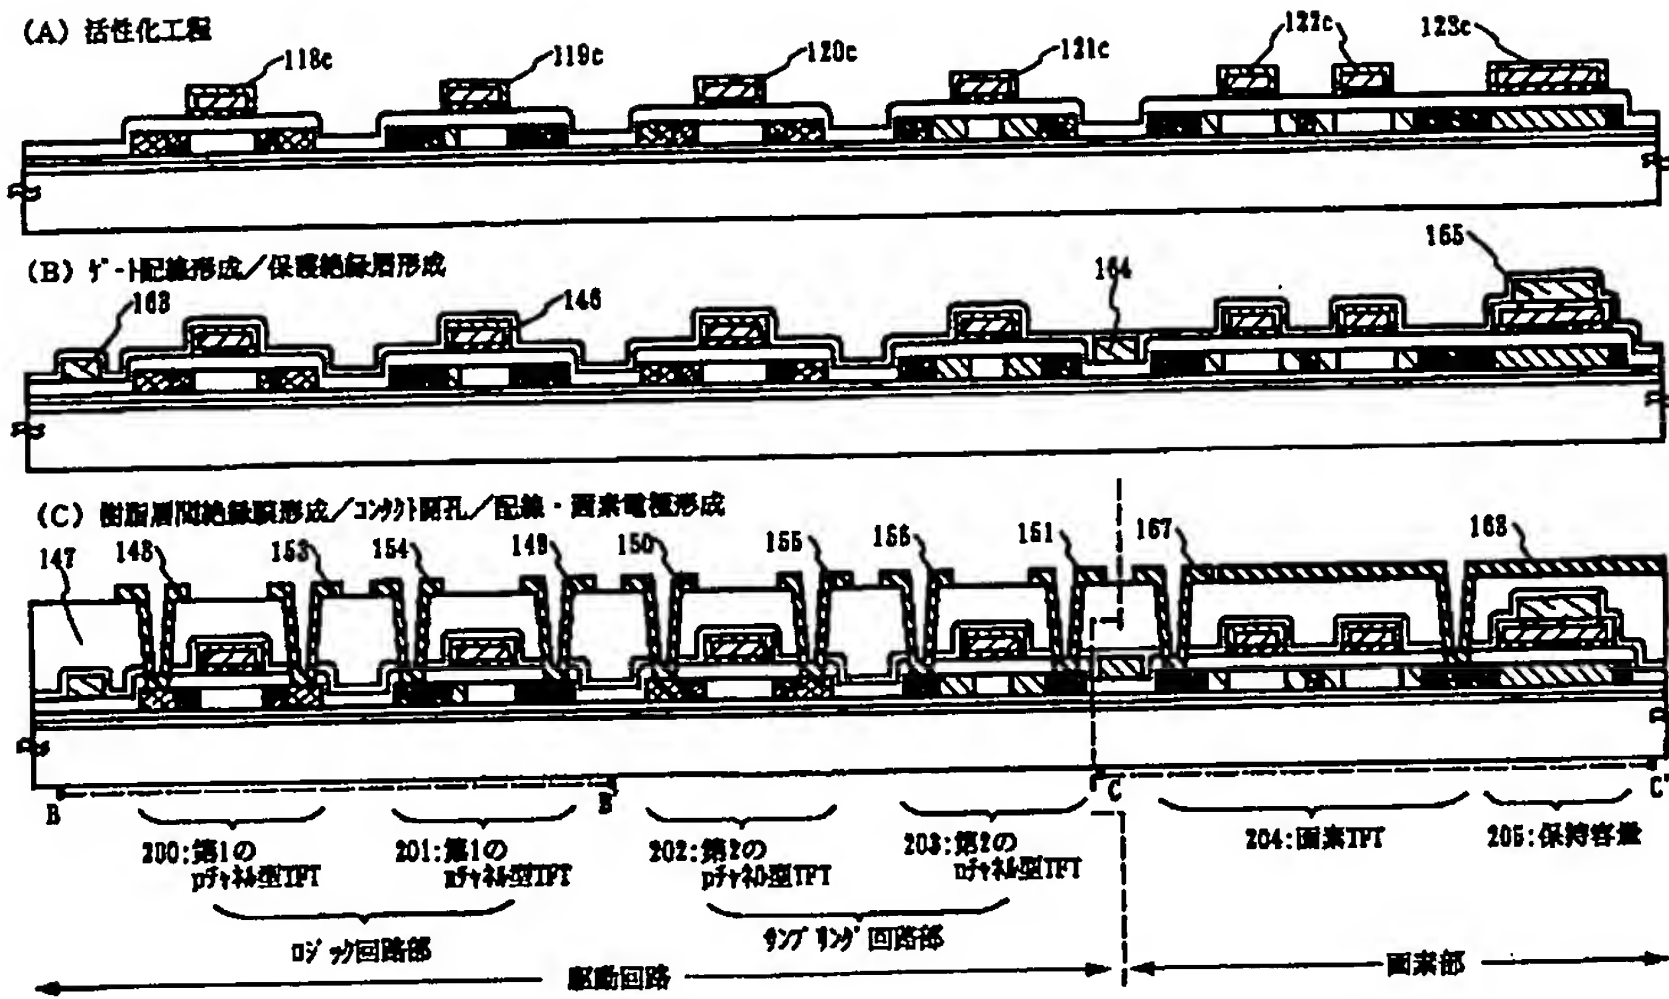 (A) 活性化工程
118c 119c 120c 121c 122c 123c
(B) ゲート配線形成/保護絶縁層形成
163 146 164 165
(C) 樹脂層間絶縁膜形成/コンタクト開孔/配線・画素電極形成
147 148 153 154 149 150 155 156 151 167 168
B B' C C'
200:第1の
pチャネル型TFT
201:第1の
nチャネル型TFT
202:第2の
pチャネル型TFT
203:第2の
nチャネル型TFT
204:画素TFT
205:保持容量
ロジック回路部
サンプリング回路部
駆動回路
画素部